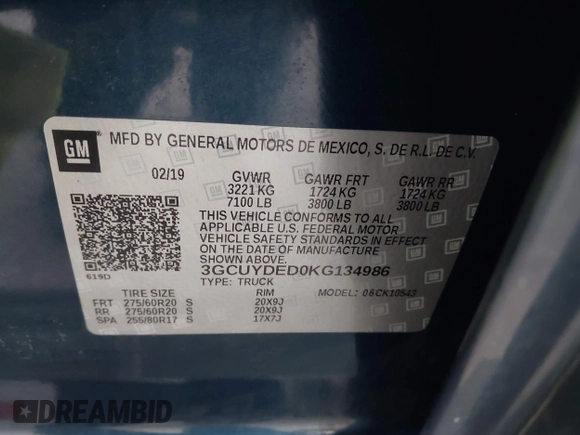 GM
MFD BY GENERAL MOTORS DE MEXICO, S. DE R.L. DE C.V.
02/19 GVWR GAWR FRT GAWR RR
3221 KG 1724 KG 1724 KG
7100 LB 3800 LB 3800 LB
THIS VEHICLE CONFORMS TO ALL
APPLICABLE U.S. FEDERAL MOTOR
VEHICLE SAFETY STANDARDS IN EFFECT
ON THE DATE OF MANUFACTURE
SHOWN ABOVE.
619D
3GCUYDED0KG134986
TYPE: TRUCK MODEL: 06CK10543
TIRE SIZE RIM
FRT 275/60R20 S 20X9J
RR 275/60R20 S 20X9J
SPA 255/80R17 S 17X7J
DREAMBID